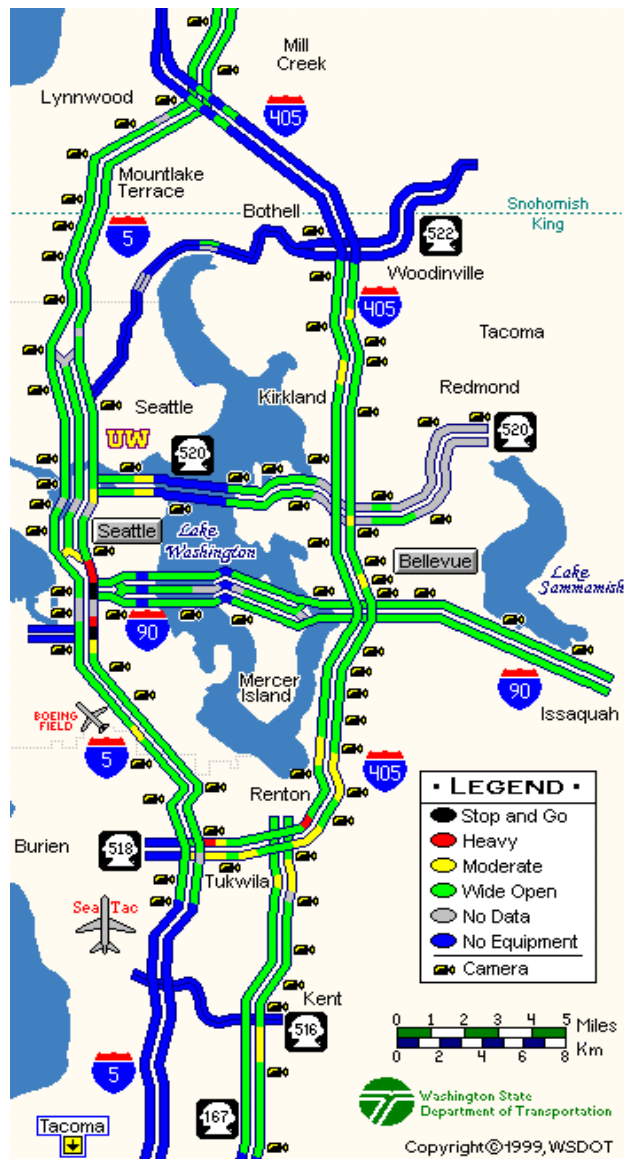 Mill
Creek
Lynnwood
405
Mountlake
Terrace
Bothell
Snohomish
King
5
522
Woodinville
405
Tacoma
Redmond
Kirkland
Seattle
UW
520
520
Seattle
Lake
Washington
Bellevue
Lake
Sammamish
90
Mercer
Island
90
Issaquah
BOEING
FIELD
5
405
Renton
Burien
518
Tukwila
Sea Tac
Kent
516
5
167
Tacoma
• LEGEND •
Stop and Go
Heavy
Moderate
Wide Open
No Data
No Equipment
Camera
0 1 2 3 4 5 Miles
0 2 4 6 8 Km
Washington State
Department of Transportation
Copyright©1999, WSDOT